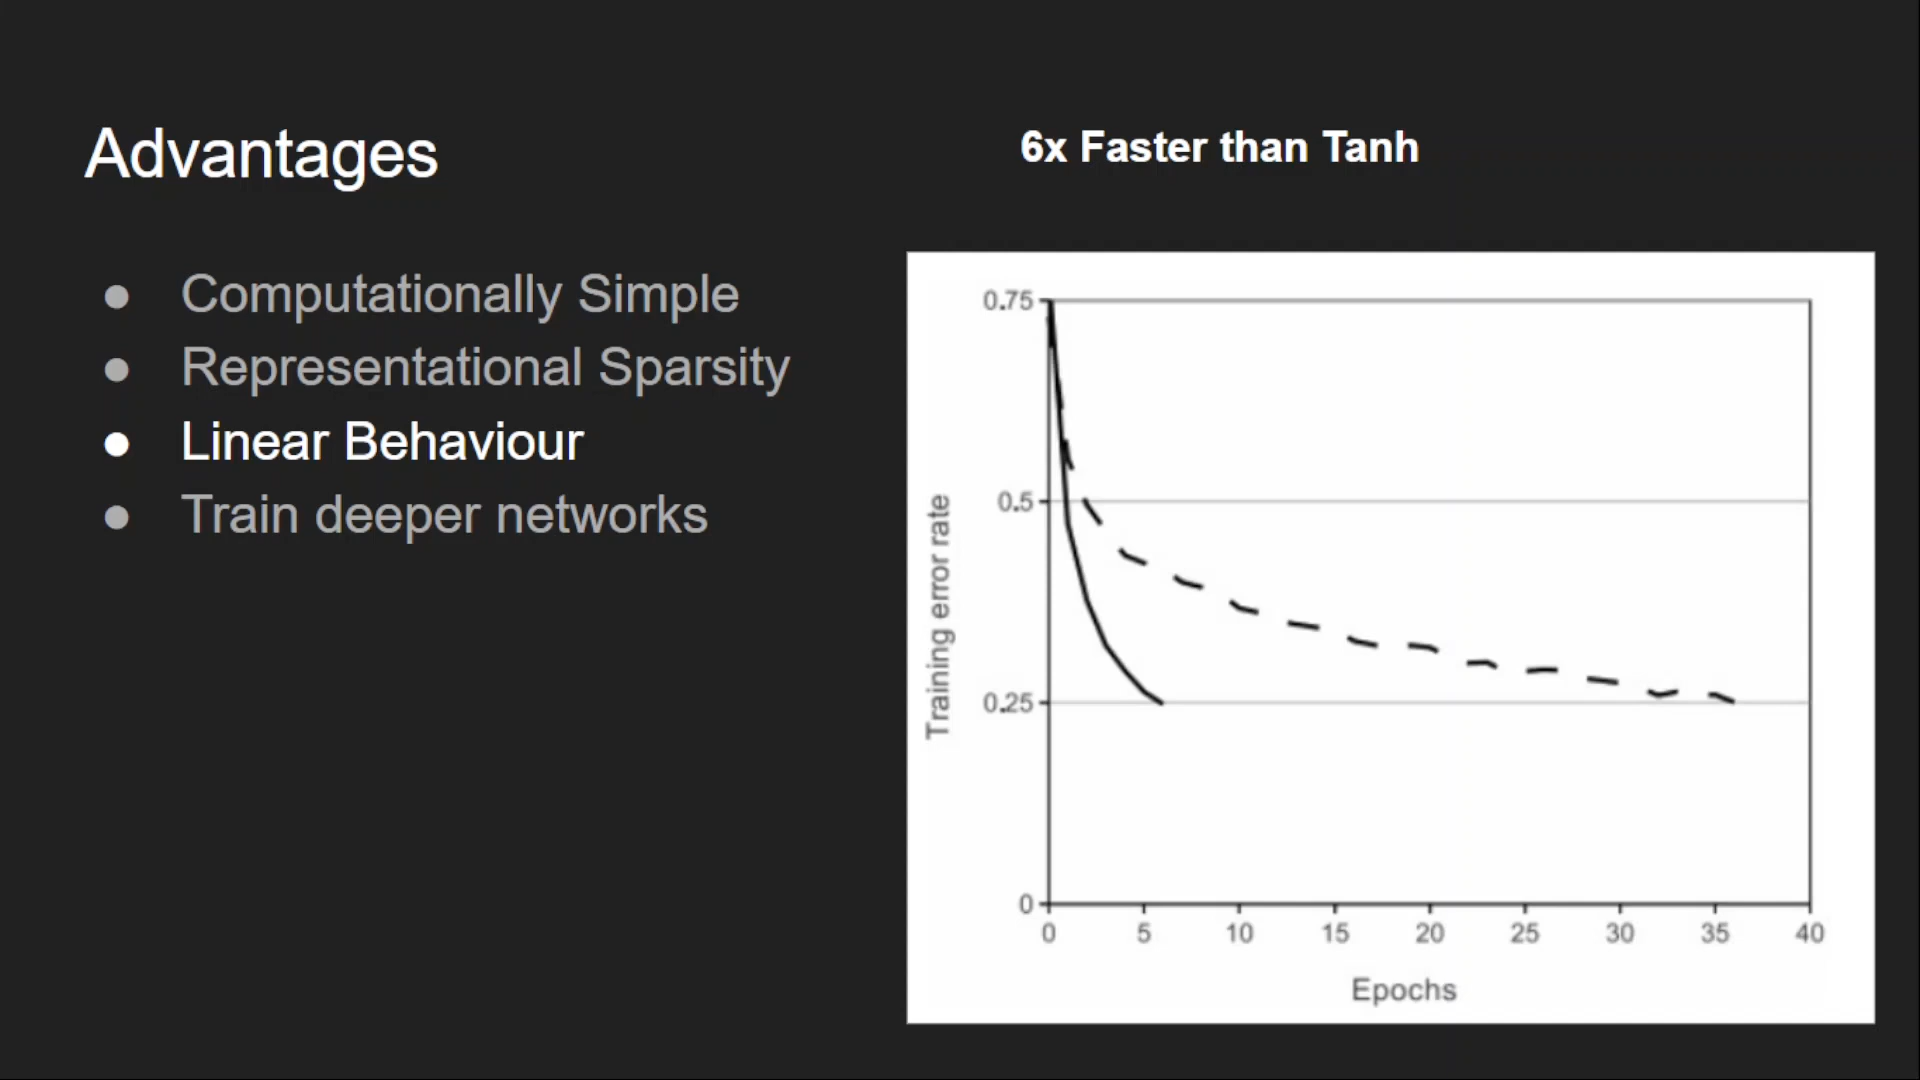 Advantages
6x Faster than Tanh
● Computationally Simple
● Representational Sparsity
● Linear Behaviour
● Train deeper networks
0.75
0.5
0.25
0
Training error rate
0 5 10 15 20 25 30 35 40
Epochs